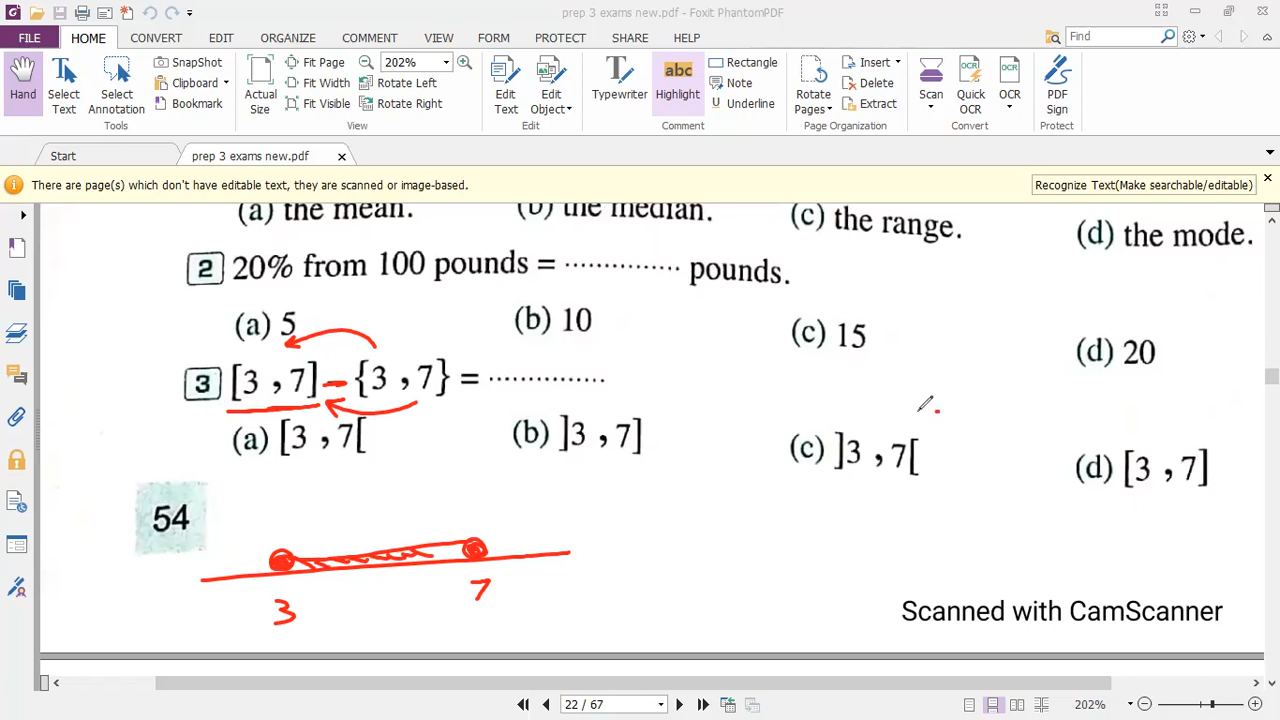 prep 3 exams new.pdf - Foxit PhantomPDF
FILE HOME CONVERT EDIT ORGANIZE COMMENT VIEW FORM PROTECT SHARE HELP Find
Hand Select Text Select Annotation SnapShot Clipboard Bookmark
Actual Size Fit Page Fit Width Fit Visible 202% Rotate Left Rotate Right
Edit Text Edit Object Typewriter abc Highlight Rectangle Note Underline
Rotate Pages Insert Delete Extract Scan OCR Quick OCR OCR PDF Sign
Tools View Edit Comment Page Organization Convert Protect
Start prep 3 exams new.pdf
There are page(s) which don't have editable text, they are scanned or image-based. Recognize Text(Make searchable/editable)
(a) the mean. (b) the median. (c) the range. (d) the mode.
2 20% from 100 pounds = ............... pounds.
(a) 5 (b) 10 (c) 15 (d) 20
3 [3 , 7] - {3 , 7} = ...............
(a) [3 , 7[ (b) ]3 , 7] (c) ]3 , 7[ (d) [3 , 7]
54
3 7
Scanned with CamScanner
22 / 67 202%